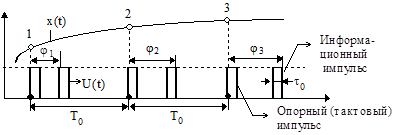 x(t)
1
2
3
φ₁
φ₂
φ₃
Информа-
ционный
импульс
U(t)
τ₀
T₀
T₀
Опорный (тактовый)
импульс